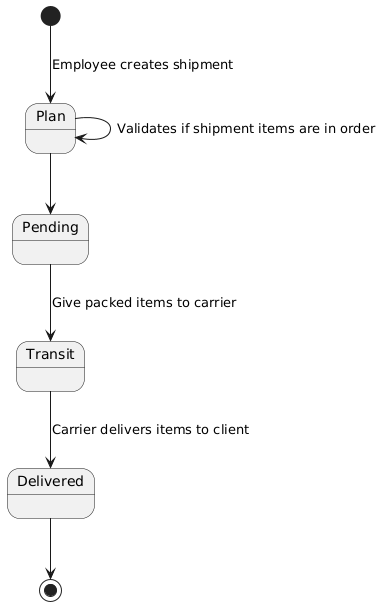 Employee creates shipment
Plan
Validates if shipment items are in order
Pending
Give packed items to carrier
Transit
Carrier delivers items to client
Delivered